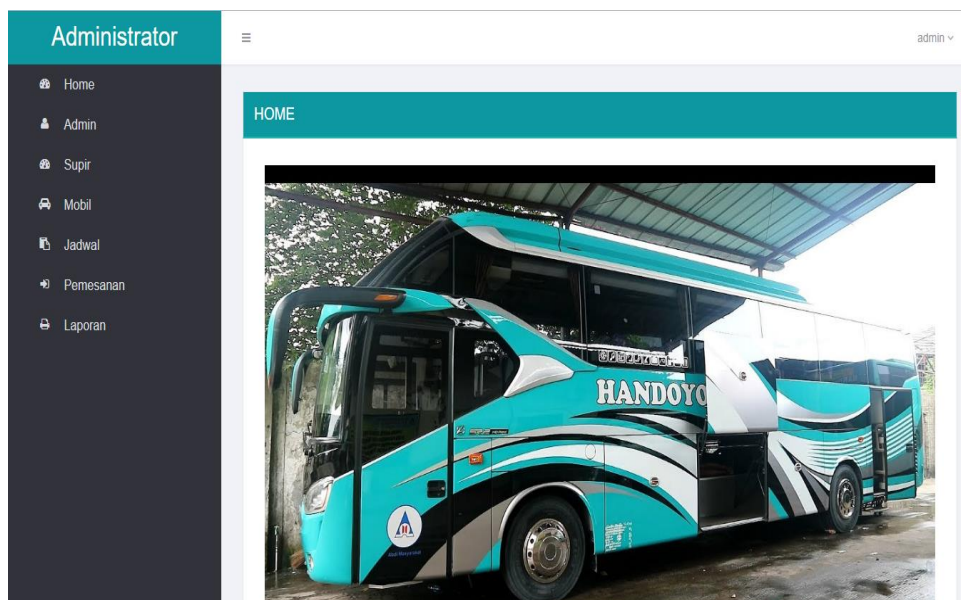 Administrator
admin
Home
Admin
Supir
Mobil
Jadwal
Pemesanan
Laporan
HOME
HANDOYO